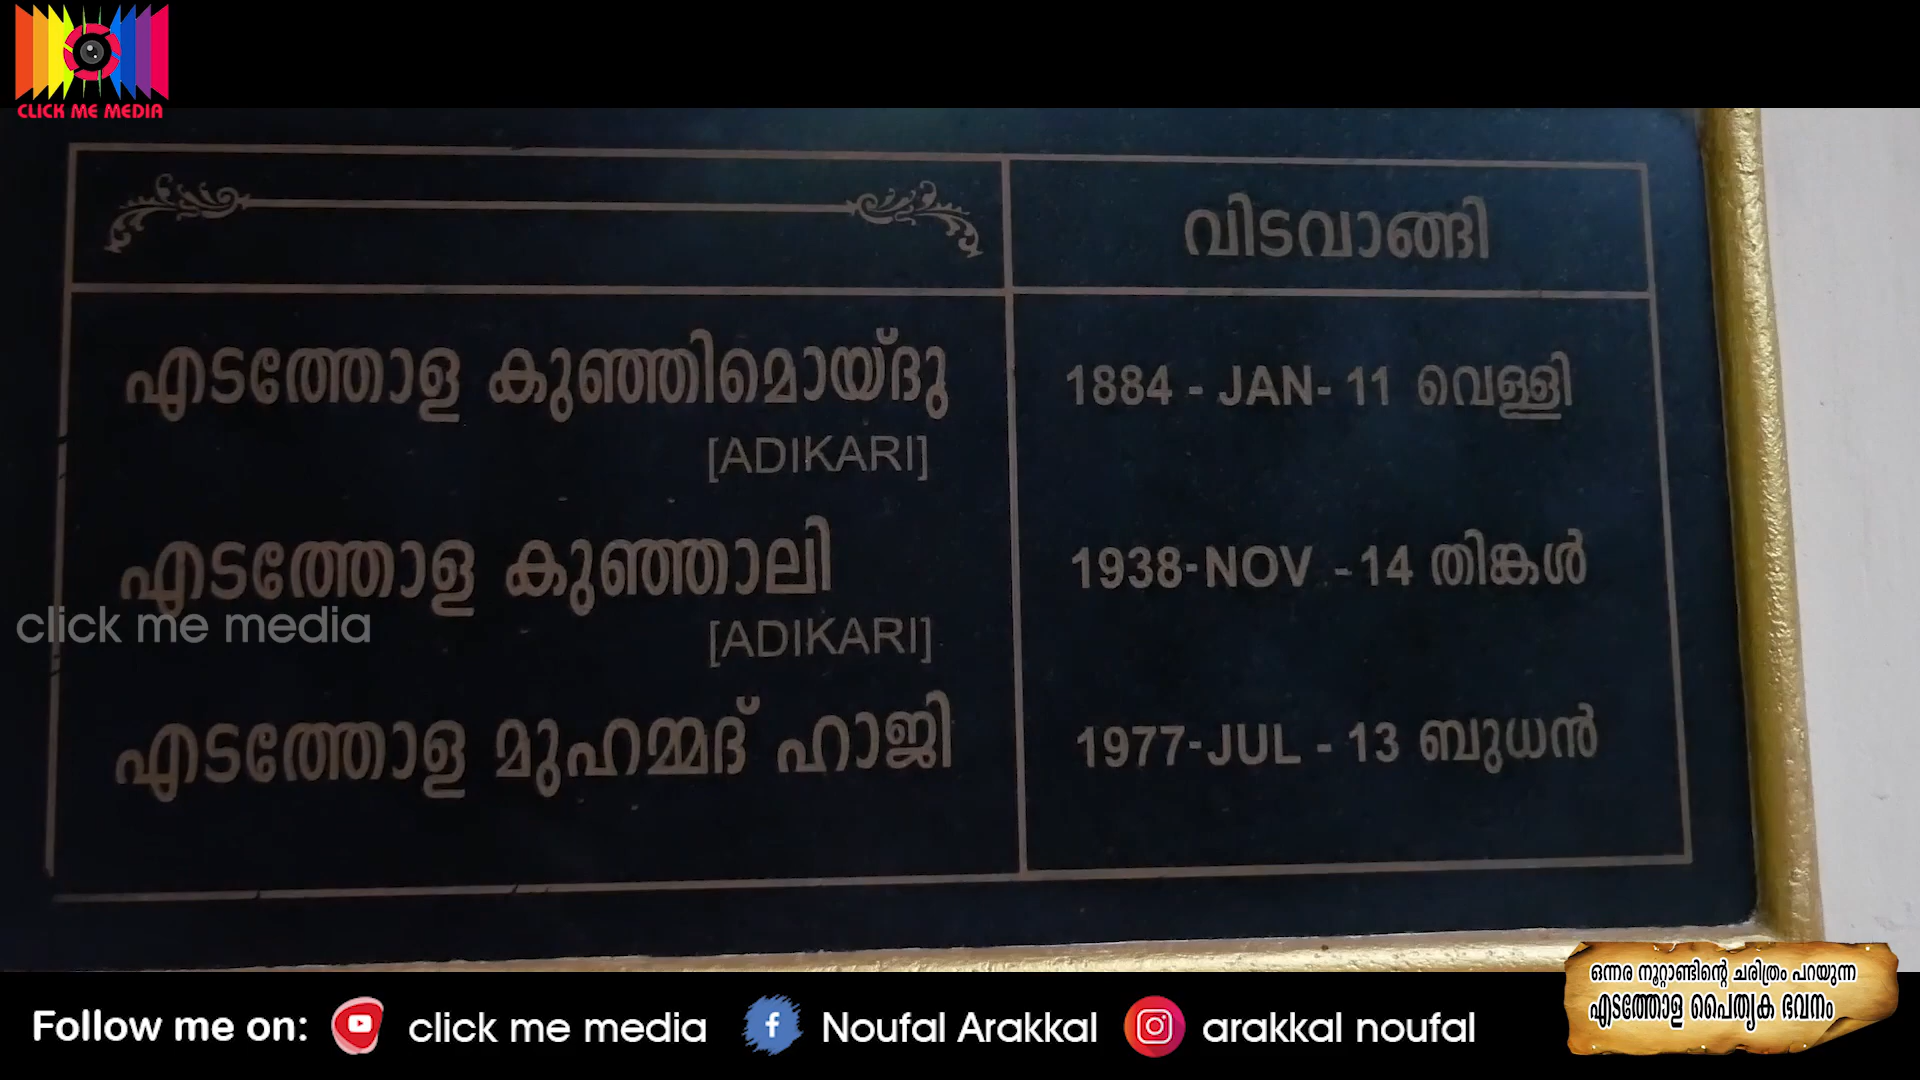 CLICK ME MEDIA
വിടവാങ്ങി
എടത്തോള കുഞ്ഞിമൊയ്ദു
[ADIKARI]
1884 - JAN- 11 വെള്ളി
എടത്തോള കുഞ്ഞാലി
[ADIKARI]
1938-NOV - 14 തിങ്കൾ
click me media
എടത്തോള മുഹമ്മദ് ഹാജി
1977-JUL - 13 ബുധൻ
ഒന്നര നൂറ്റാണ്ടിന്റെ ചരിത്രം പറയുന്ന
എടത്തോള പൈതൃക ഭവനം
Follow me on: click me media Noufal Arakkal arakkal noufal